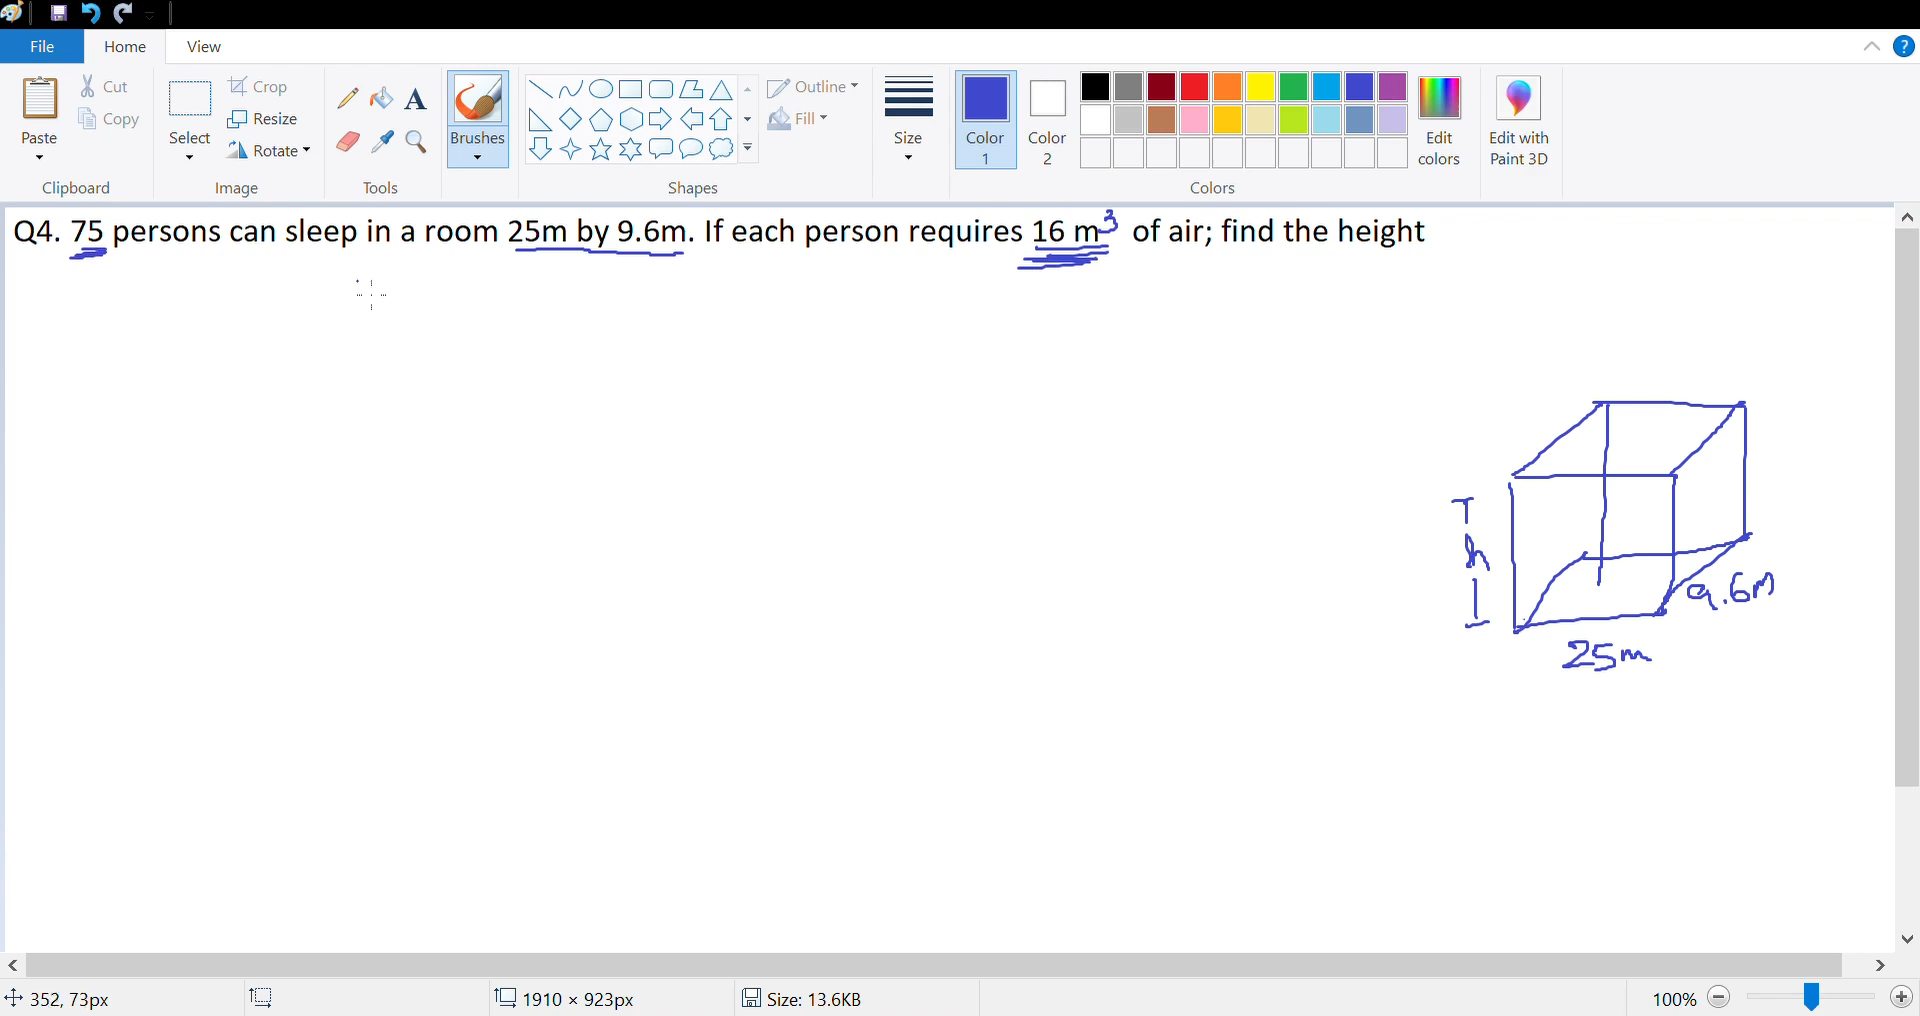 File Home View
Paste Cut Copy Clipboard
Select Crop Resize Rotate Image
A Tools
Brushes
Shapes Outline Fill
Size
Color 1 Color 2 Colors
Edit colors
Edit with Paint 3D
?
Q4. 75 persons can sleep in a room 25m by 9.6m. If each person requires 16 m³ of air; find the height
h
9.6m
25m
352, 73px
1910 × 923px
Size: 13.6KB
100%